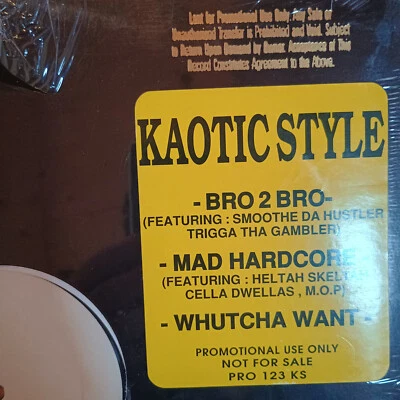 Lent for Promotional Use Only Any Sale or
Unauthorized Transfer is Prohibited and Void. Subject
to Return Upon Demand by Owner. Acceptance of This
Record Constitutes Agreement to the Above.
KAOTIC STYLE
- BRO 2 BRO-
(FEATURING : SMOOTHE DA HUSTLER
TRIGGA THA GAMBLER)
- MAD HARDCORE
(FEATURING : HELTAH
CELLA DWELLAS , M.O.P)
- WHUTCHA WANT -
PROMOTIONAL USE ONLY
NOT FOR SALE
PRO 123 KS